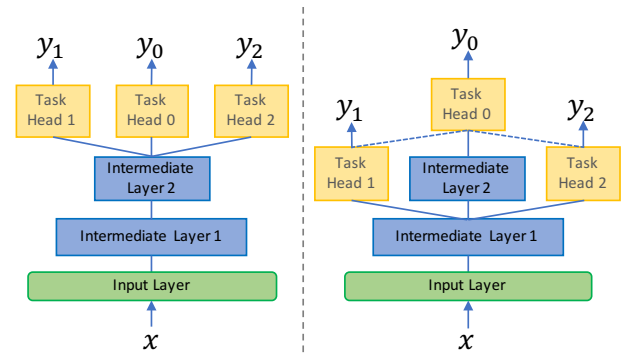 y₁ y₀ y₂
Task Head 1
Task Head 0
Task Head 2
Intermediate
Layer 2
Intermediate Layer 1
Input Layer
x
y₀
Task
Head 0
y₁ y₂
Task
Head 1
Intermediate
Layer 2
Task
Head 2
Intermediate Layer 1
Input Layer
x